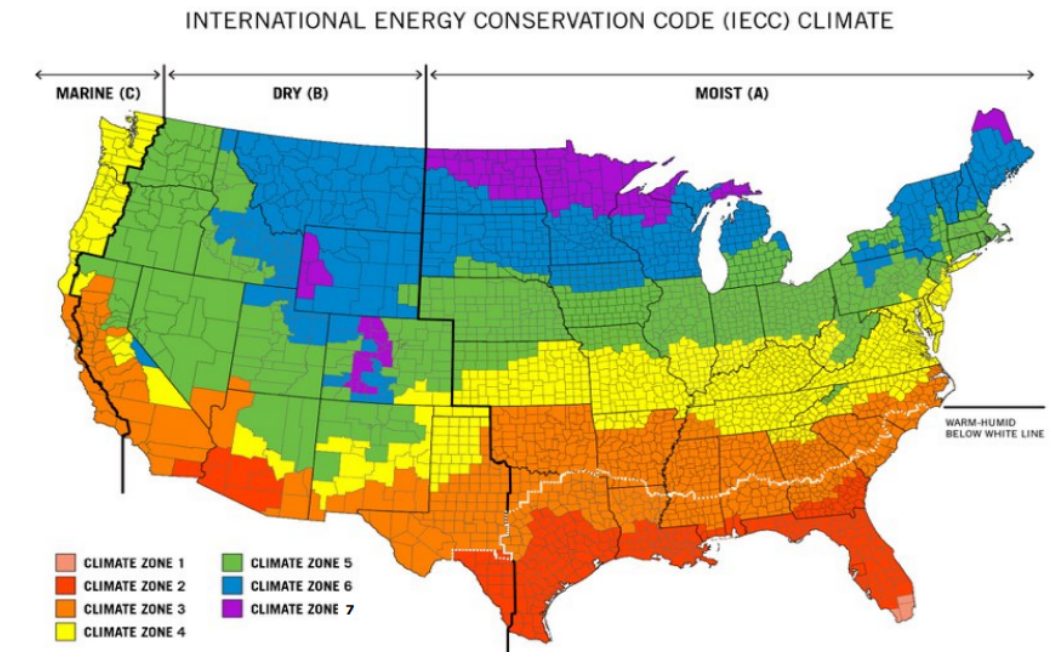 INTERNATIONAL ENERGY CONSERVATION CODE (IECC) CLIMATE
MARINE (C)
DRY (B)
MOIST (A)
WARM-HUMID
BELOW WHITE LINE
CLIMATE ZONE 1
CLIMATE ZONE 2
CLIMATE ZONE 3
CLIMATE ZONE 4
CLIMATE ZONE 5
CLIMATE ZONE 6
CLIMATE ZONE 7